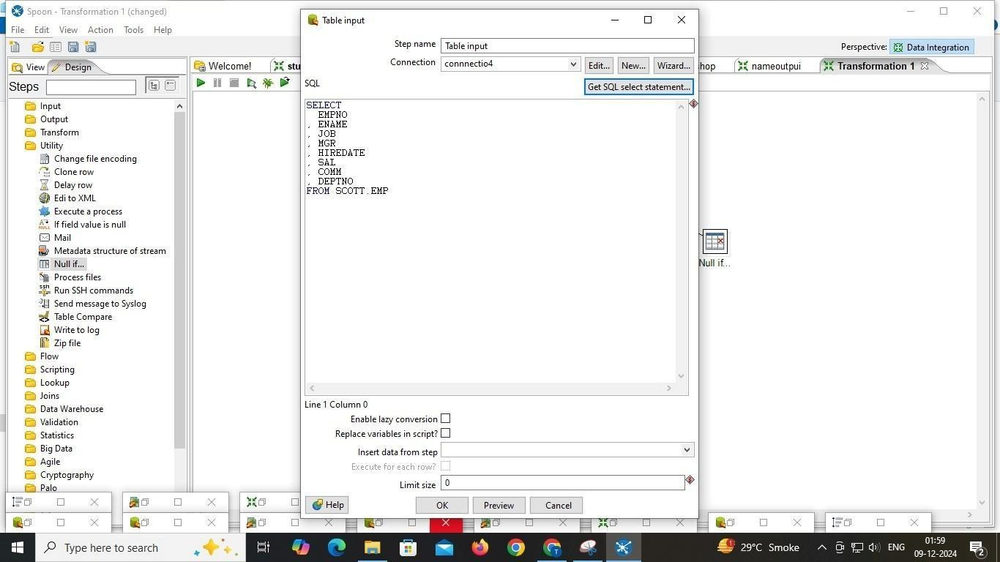 Spoon - Transformation 1 (changed)
File Edit View Action Tools Help
Perspective: Data Integration
View Design
Steps
Input
Output
Transform
Utility
Change file encoding
Clone row
Delay row
Edi to XML
Execute a process
If field value is null
Mail
Metadata structure of stream
Null if...
Process files
Run SSH commands
Send message to Syslog
Table Compare
Write to log
Zip file
Flow
Scripting
Lookup
Joins
Data Warehouse
Validation
Statistics
Big Data
Agile
Cryptography
Palo
Welcome! stu
hop nameoutpui Transformation 1
Null if...
Table input
Step name Table input
Connection connnectio4 Edit... New... Wizard...
SQL Get SQL select statement...
SELECT
EMPNO
, ENAME
, JOB
, MGR
, HIREDATE
, SAL
, COMM
, DEPTNO
FROM SCOTT.EMP
Line 1 Column 0
Enable lazy conversion
Replace variables in script?
Insert data from step
Execute for each row?
Limit size 0
Help OK Preview Cancel
Type here to search
29°C Smoke
ENG
01:59
09-12-2024
2